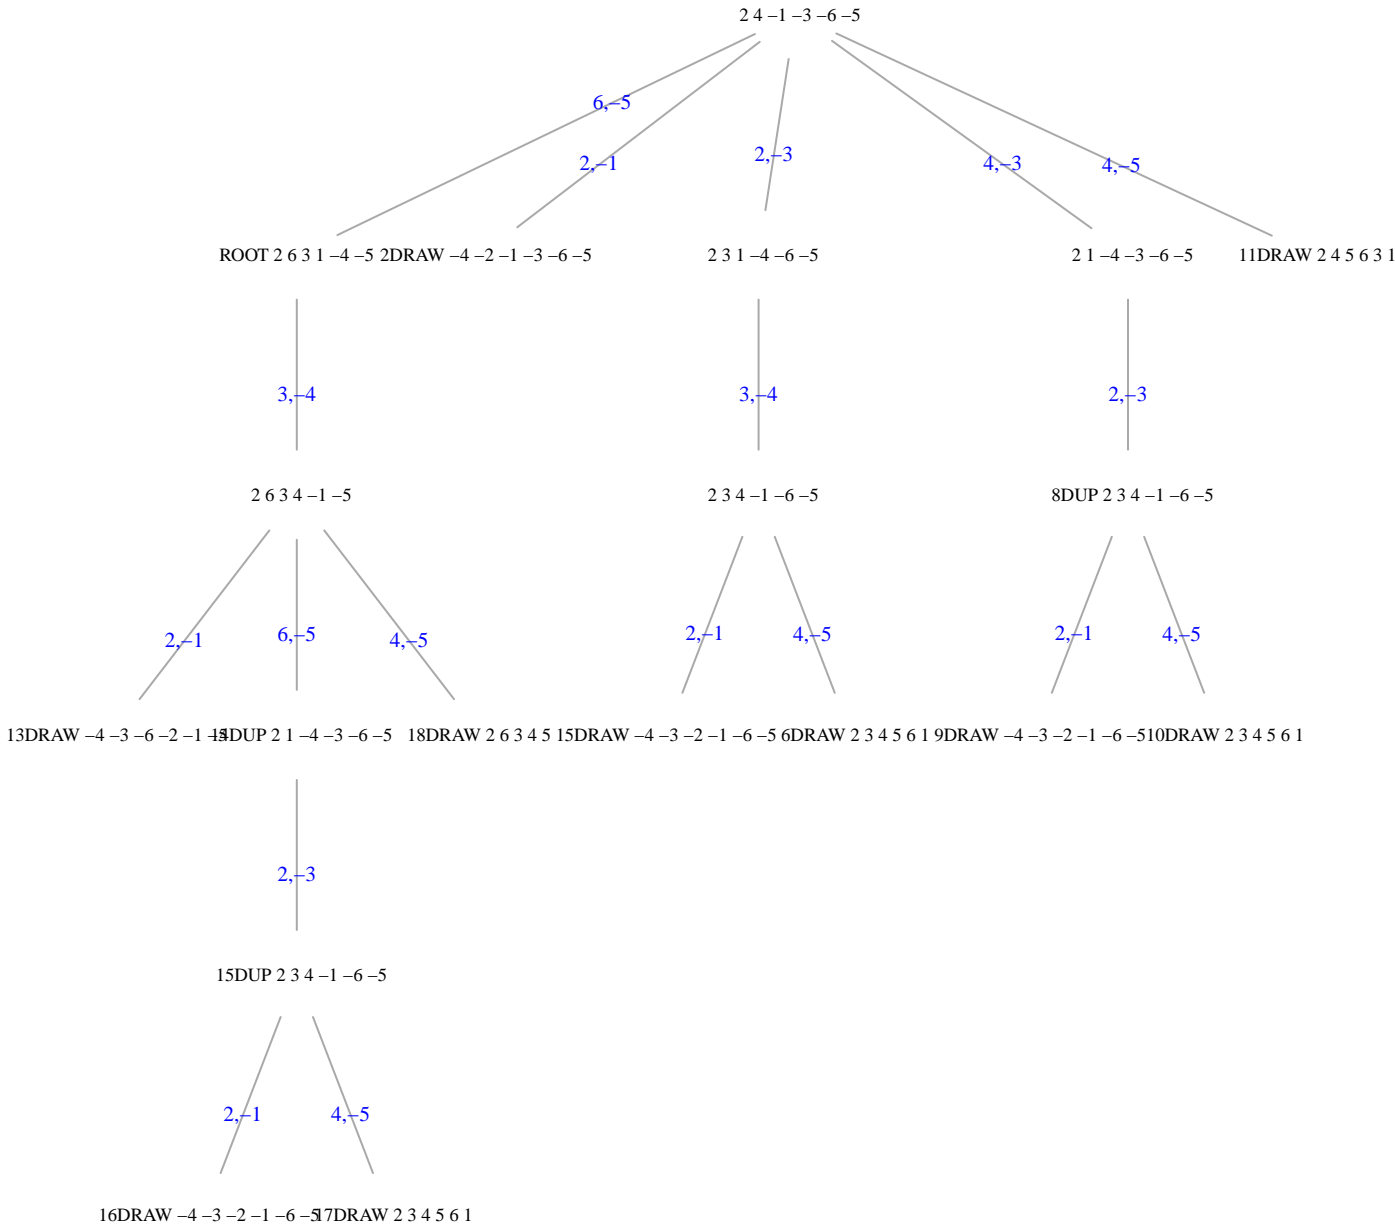 2 4 –1 –3 –6 –5
6,–5
2,–1
2,–3
4,–3
4,–5
ROOT 2 6 3 1 –4 –5
2DRAW –4 –2 –1 –3 –6 –5
2 3 1 –4 –6 –5
2 1 –4 –3 –6 –5
11DRAW 2 4 5 6 3 1
3,–4
3,–4
2,–3
2 6 3 4 –1 –5
2 3 4 –1 –6 –5
8DUP 2 3 4 –1 –6 –5
2,–1
6,–5
4,–5
2,–1
4,–5
2,–1
4,–5
13DRAW –4 –3 –6 –2 –1 –5
14DUP 2 1 –4 –3 –6 –5
18DRAW 2 6 3 4 5 1
5DRAW –4 –3 –2 –1 –6 –5
6DRAW 2 3 4 5 6 1
9DRAW –4 –3 –2 –1 –6 –5
10DRAW 2 3 4 5 6 1
2,–3
15DUP 2 3 4 –1 –6 –5
2,–1
4,–5
16DRAW –4 –3 –2 –1 –6 –5
17DRAW 2 3 4 5 6 1